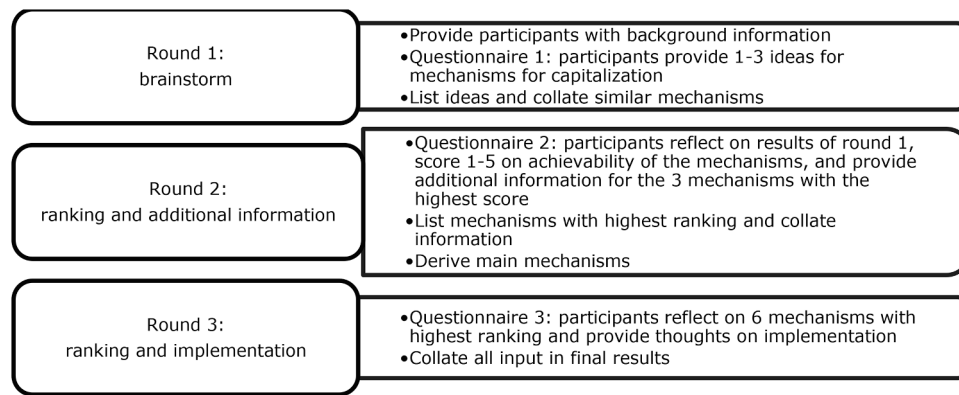 Round 1:
brainstorm
•Provide participants with background information
•Questionnaire 1: participants provide 1-3 ideas for
mechanisms for capitalization
•List ideas and collate similar mechanisms
Round 2:
ranking and additional information
•Questionnaire 2: participants reflect on results of round 1,
score 1-5 on achievability of the mechanisms, and provide
additional information for the 3 mechanisms with the
highest score
•List mechanisms with highest ranking and collate
information
•Derive main mechanisms
Round 3:
ranking and implementation
•Questionnaire 3: participants reflect on 6 mechanisms with
highest ranking and provide thoughts on implementation
•Collate all input in final results